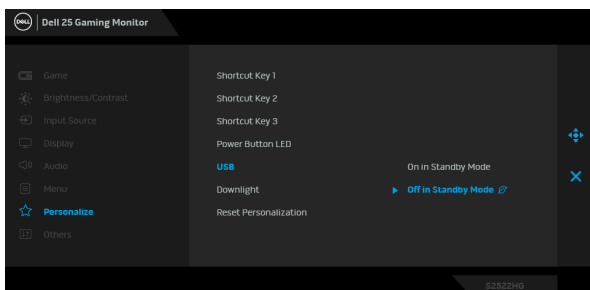 DELL Dell 25 Gaming Monitor
Game
Brightness/Contrast
Input Source
Display
Audio
Menu
Personalize
Others
Shortcut Key 1
Shortcut Key 2
Shortcut Key 3
Power Button LED
USB
Downlight
Reset Personalization
On in Standby Mode
Off in Standby Mode
S2522HG